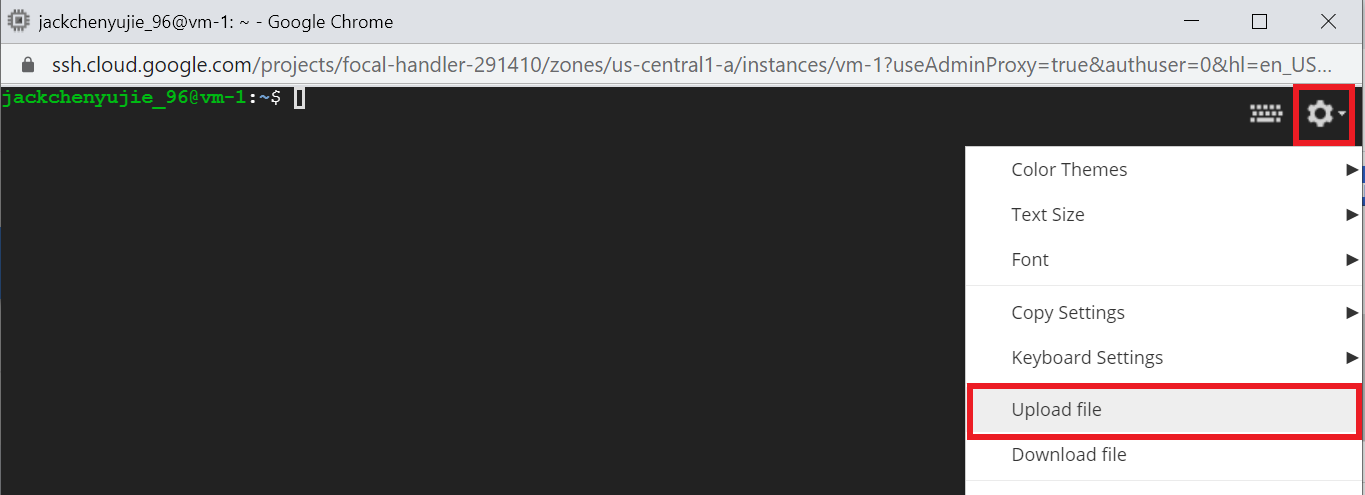 jackchenyujie_96@vm-1: ~ - Google Chrome
ssh.cloud.google.com/projects/focal-handler-291410/zones/us-central1-a/instances/vm-1?useAdminProxy=true&authuser=0&hl=en_US...
jackchenyujie_96@vm-1:~$
Color Themes
Text Size
Font
Copy Settings
Keyboard Settings
Upload file
Download file